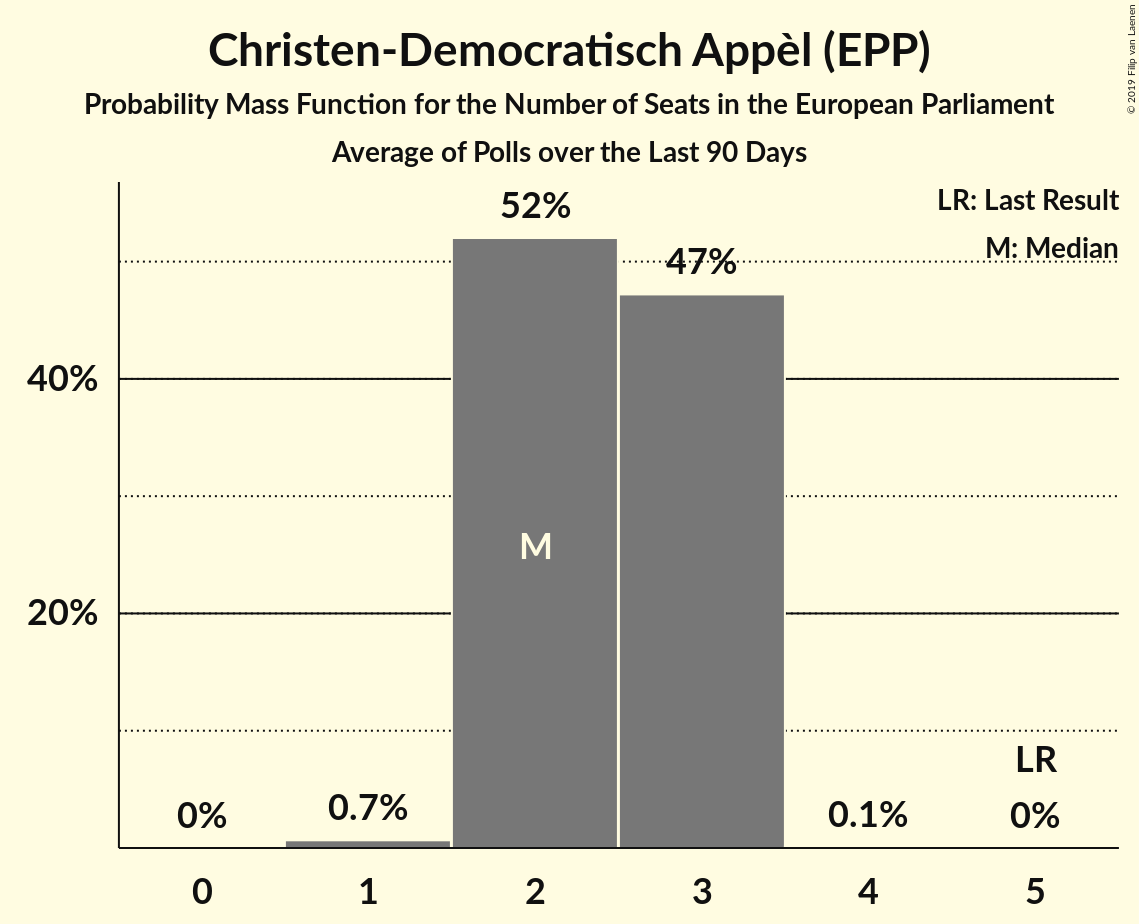 Christen-Democratisch Appèl (EPP)
Probability Mass Function for the Number of Seats in the European Parliament
Average of Polls over the Last 90 Days
© 2019 Filip van Laenen
LR: Last Result
M: Median
52%
47%
40%
M
20%
LR
0%
0.7%
0.1%
0%
0
1
2
3
4
5